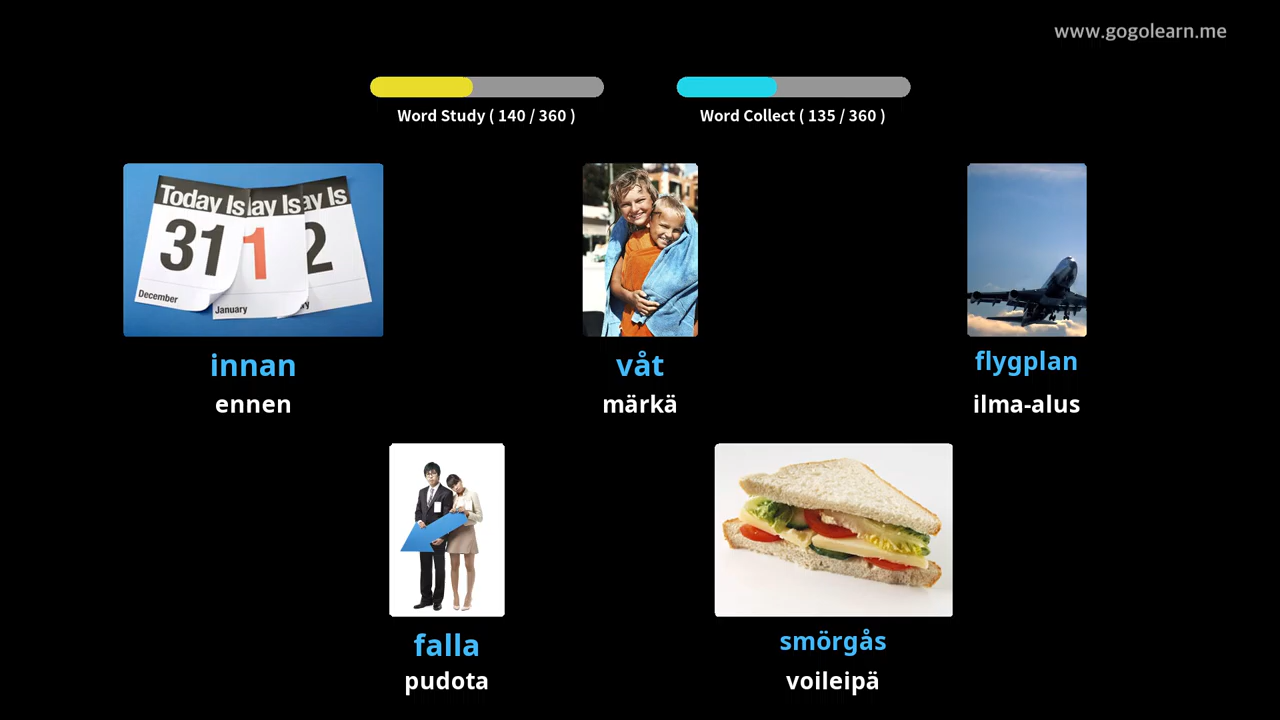 www.gogolearn.me
Word Study ( 140 / 360 )
Word Collect ( 135 / 360 )
Today Is
ay Is
ay Is
31
1
2
December
January
innan
ennen
våt
märkä
flygplan
ilma-alus
falla
pudota
smörgås
voileipä